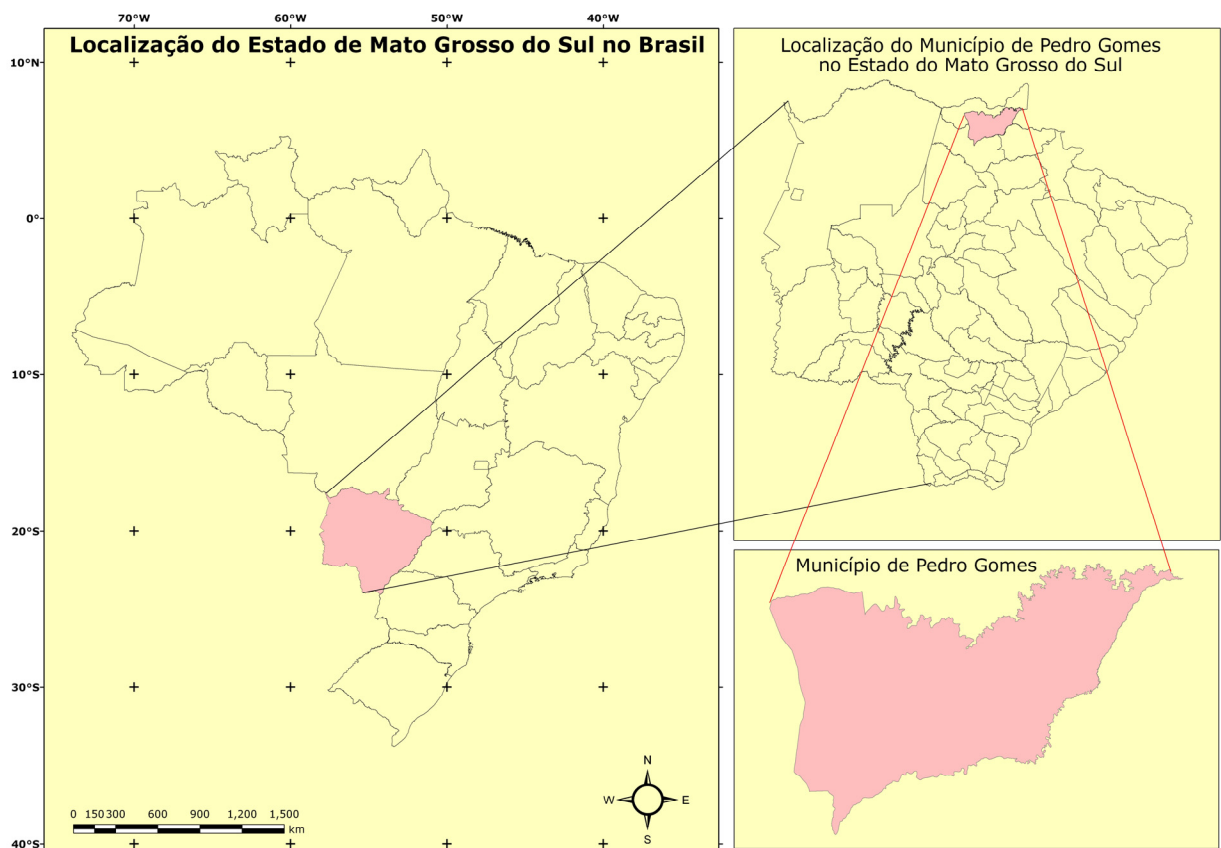 70°W 60°W 50°W 40°W
Localização do Estado de Mato Grosso do Sul no Brasil
10°N
0°
10°S
20°S
30°S
40°S
N
W E
S
0 150 300 600 900 1,200 1,500
km
Localização do Município de Pedro Gomes
no Estado do Mato Grosso do Sul
Município de Pedro Gomes